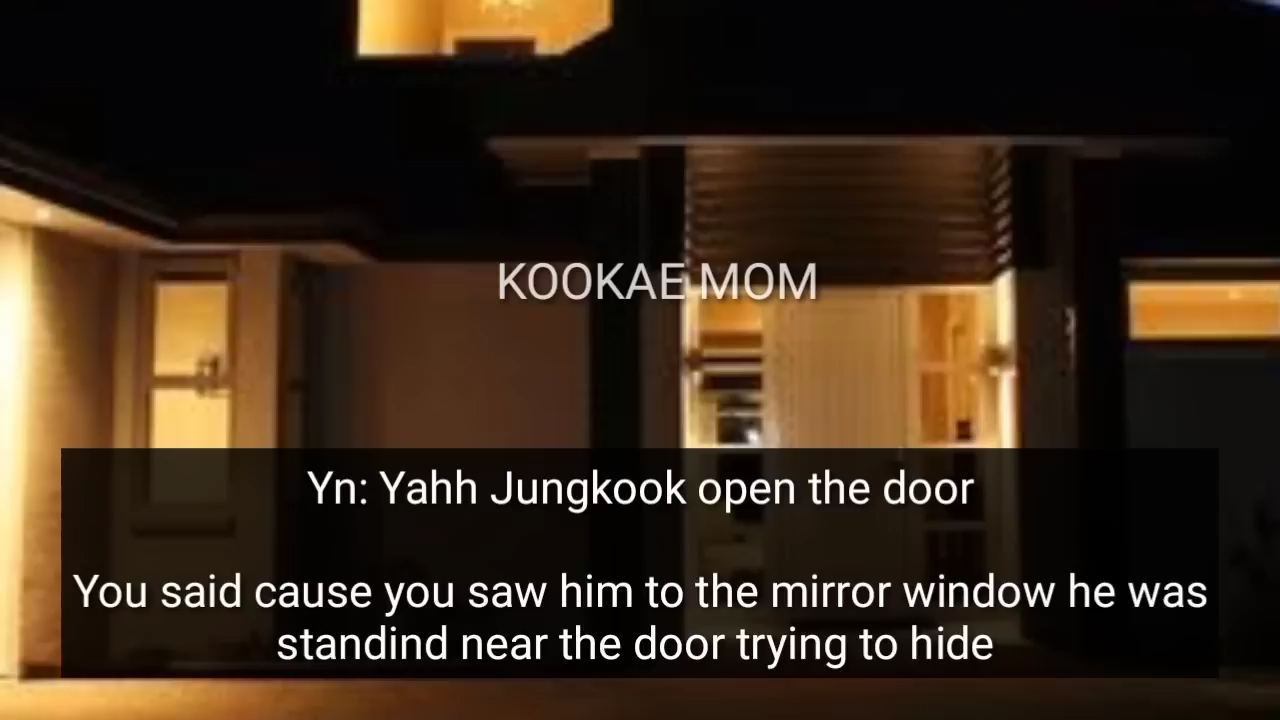 KOOKAE MOM
Yn: Yahh Jungkook open the door
You said cause you saw him to the mirror window he was
standind near the door trying to hide